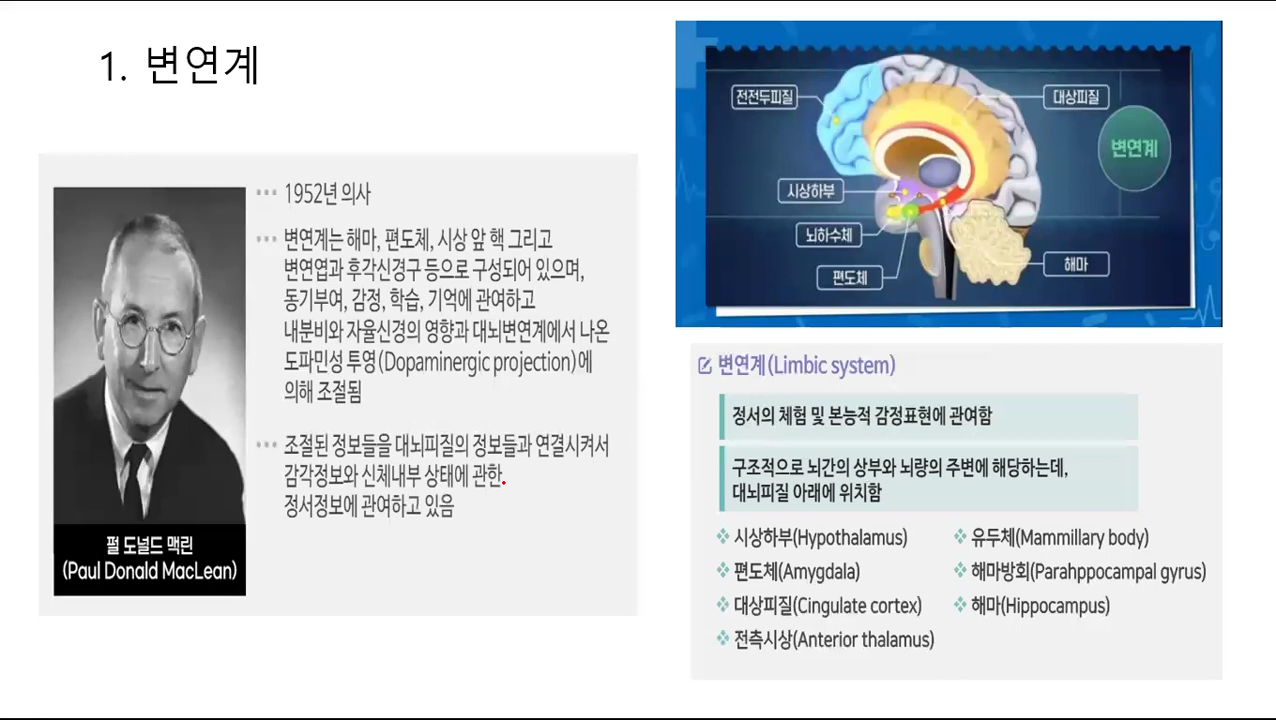 1. 변연계
1952년 의사
변연계는 해마, 편도체, 시상 앞 핵 그리고
변연엽과 후각신경구 등으로 구성되어 있으며,
동기부여, 감정, 학습, 기억에 관여하고
내분비와 자율신경의 영향과 대뇌변연계에서 나온
도파민성 투영(Dopaminergic projection)에
의해 조절됨
조절된 정보들을 대뇌피질의 정보들과 연결시켜서
감각정보와 신체내부 상태에 관한
정서정보에 관여하고 있음
펄 도널드 맥린
(Paul Donald MacLean)
전전두피질
대상피질
변연계
시상하부
뇌하수체
편도체
해마
변연계(Limbic system)
정서의 체험 및 본능적 감정표현에 관여함
구조적으로 뇌간의 상부와 뇌량의 주변에 해당하는데,
대뇌피질 아래에 위치함
시상하부(Hypothalamus)
편도체(Amygdala)
대상피질(Cingulate cortex)
전측시상(Anterior thalamus)
유두체(Mammillary body)
해마방회(Parahppocampal gyrus)
해마(Hippocampus)